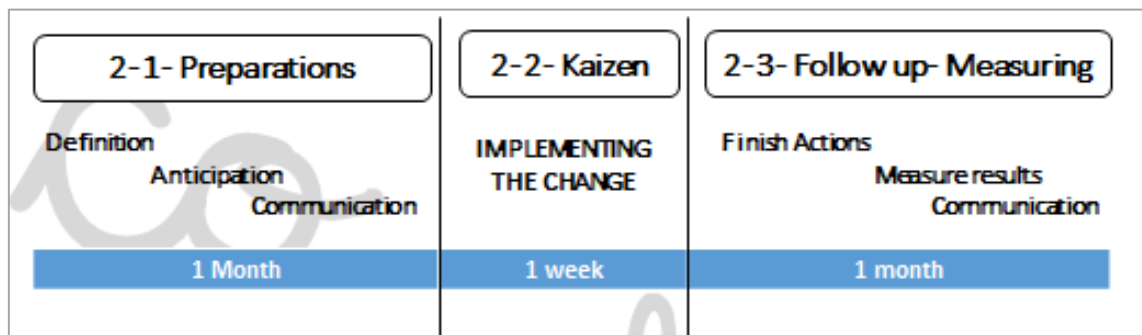 2-1- Preparations
Definition
Anticipation
Communication
1 Month
2-2- Kaizen
IMPLEMENTING
THE CHANGE
1 week
2-3- Follow up- Measuring
Finish Actions
Measure results
Communication
1 month